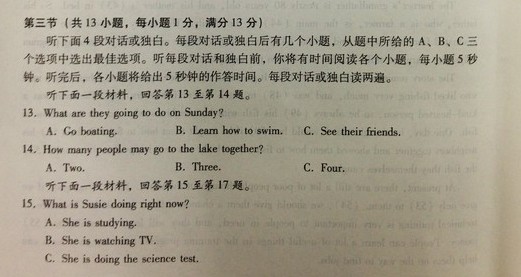 第三节 (共 13 小题, 每小题 1 分, 满分 13 分)
听下面 4 段对话或独白。每段对话或独白后有几个小题, 从题中所给的 A、B、C 三
个选项中选出最佳选项。听每段对话和独白前, 你将有时间阅读各个小题, 每小题 5 秒
钟。听完后, 各小题将给出 5 秒钟的作答时间。每段对话或独白读两遍。
听下面一段材料, 回答第 13 至第 14 题。
13. What are they going to do on Sunday?
A. Go boating. B. Learn how to swim. C. See their friends.
14. How many people may go to the lake together?
A. Two. B. Three. C. Four.
听下面一段材料, 回答第 15 至第 17 题。
15. What is Susie doing right now?
A. She is studying.
B. She is watching TV.
C. She is doing the science test.